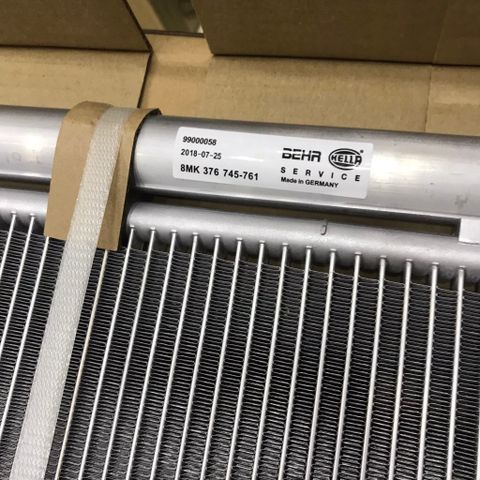 99000058
2018-07-25
8MK 376 745-761
BEHR HELLA
SERVICE
Made in GERMANY